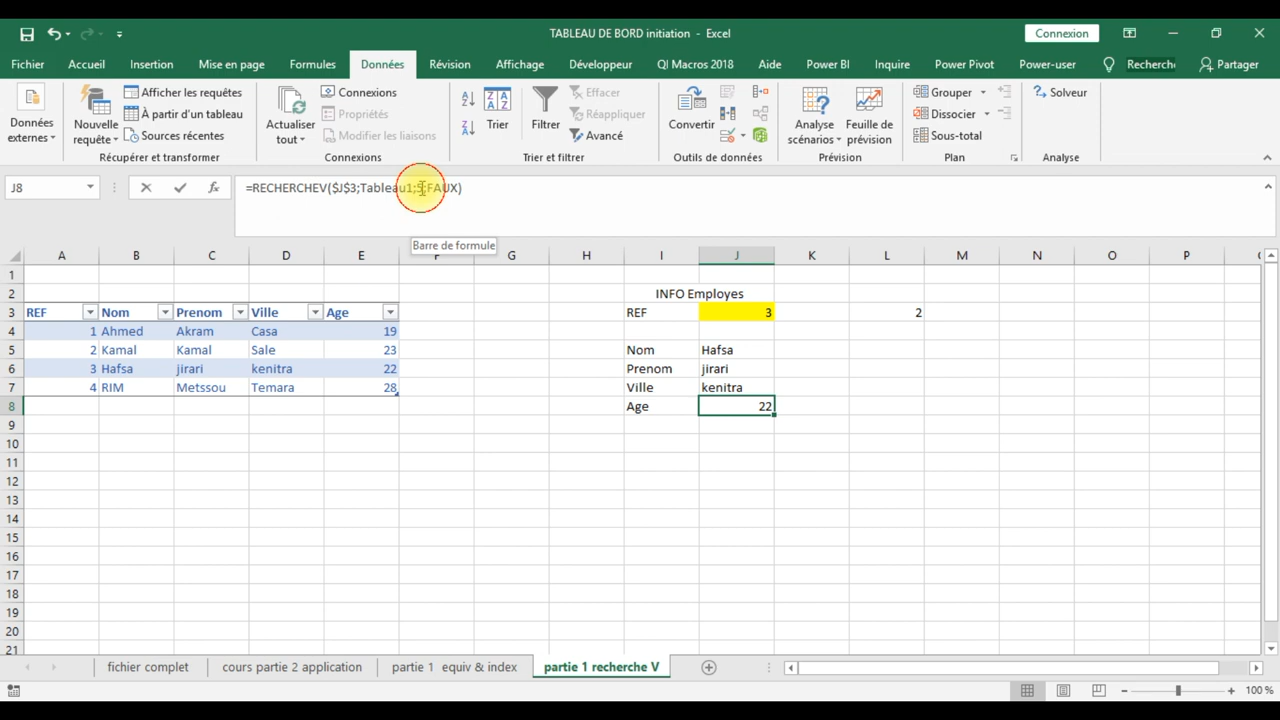 TABLEAU DE BORD initiation - Excel
Connexion
Fichier Accueil Insertion Mise en page Formules Données Révision Affichage Développeur QI Macros 2018 Aide Power BI Inquire Power Pivot Power-user Recherch Partager
Données externes
Nouvelle requête
Afficher les requêtes
À partir d'un tableau
Sources récentes
Récupérer et transformer
Actualiser tout
Connexions
Propriétés
Modifier les liaisons
Connexions
Trier
Filtrer
Effacer
Réappliquer
Avancé
Trier et filtrer
Convertir
Outils de données
Analyse scénarios
Feuille de prévision
Prévision
Grouper
Dissocier
Sous-total
Plan
Solveur
Analyse
J8
fx
=RECHERCHEV($J$3;Tableau1;5;FAUX)
Barre de formule
A B C D E F G H I J K L M N O P
1
2 INFO Employes
3 REF Nom Prenom Ville Age REF 3 2
4 1 Ahmed Akram Casa 19
5 2 Kamal Kamal Sale 23 Nom Hafsa
6 3 Hafsa jirari kenitra 22 Prenom jirari
7 4 RIM Metssou Temara 28 Ville kenitra
8 Age 22
9
10
11
12
13
14
15
16
17
18
19
20
21
fichier complet cours partie 2 application partie 1 equiv & index partie 1 recherche V
100 %